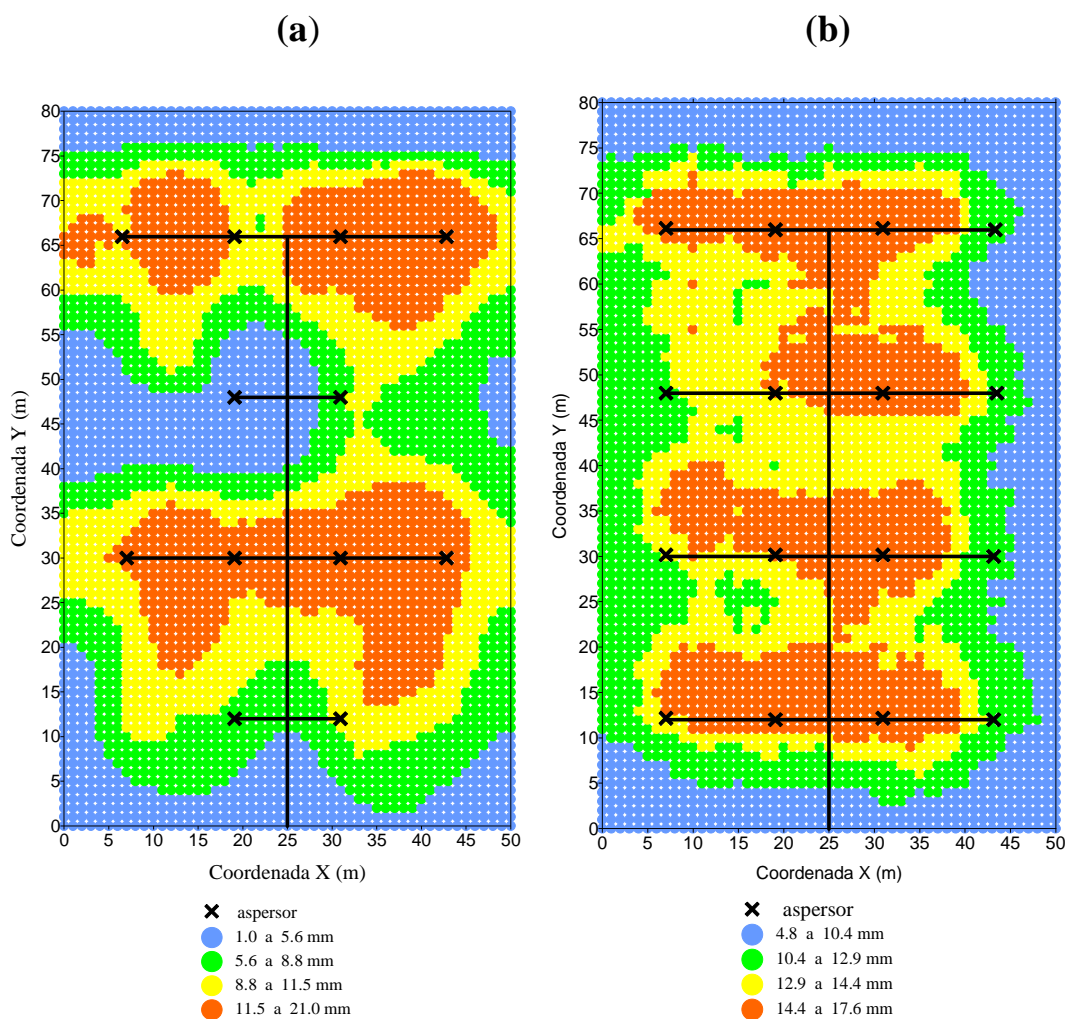 (a)
(b)
80
75
70
65
60
55
50
45
40
35
30
25
20
15
10
5
0
Coordenada Y (m)
0 5 10 15 20 25 30 35 40 45 50
Coordenada X (m)
aspersor
1.0 a 5.6 mm
5.6 a 8.8 mm
8.8 a 11.5 mm
11.5 a 21.0 mm
80
75
70
65
60
55
50
45
40
35
30
25
20
15
10
5
0
Coordenada Y (m)
0 5 10 15 20 25 30 35 40 45 50
Coordenada X (m)
aspersor
4.8 a 10.4 mm
10.4 a 12.9 mm
12.9 a 14.4 mm
14.4 a 17.6 mm